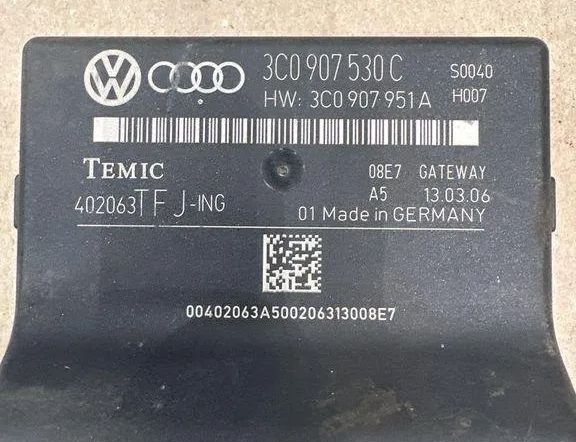 3C0 907 530 C S0040
HW: 3C0 907 951 A H007
TEMIC 08E7 GATEWAY
402063TF J-ING A5 13.03.06
01 Made in GERMANY
00402063A500206313008E7